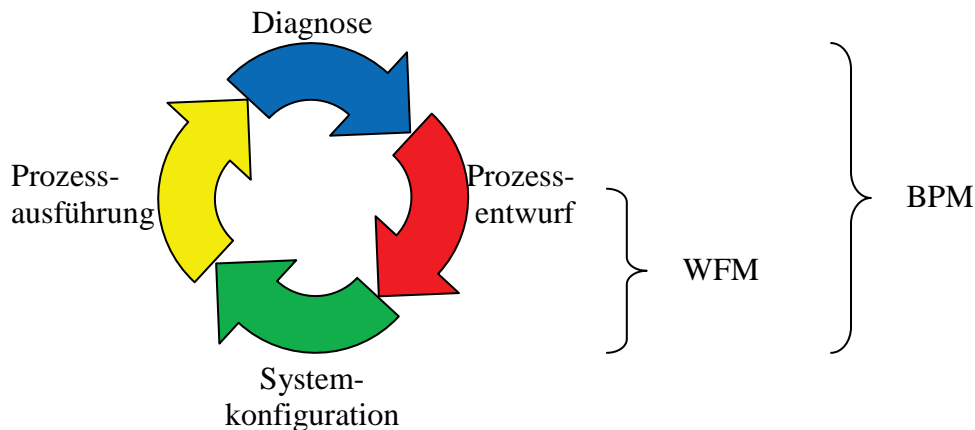 Diagnose
Prozess-
ausführung
Prozess-
entwurf
System-
konfiguration
WFM
BPM